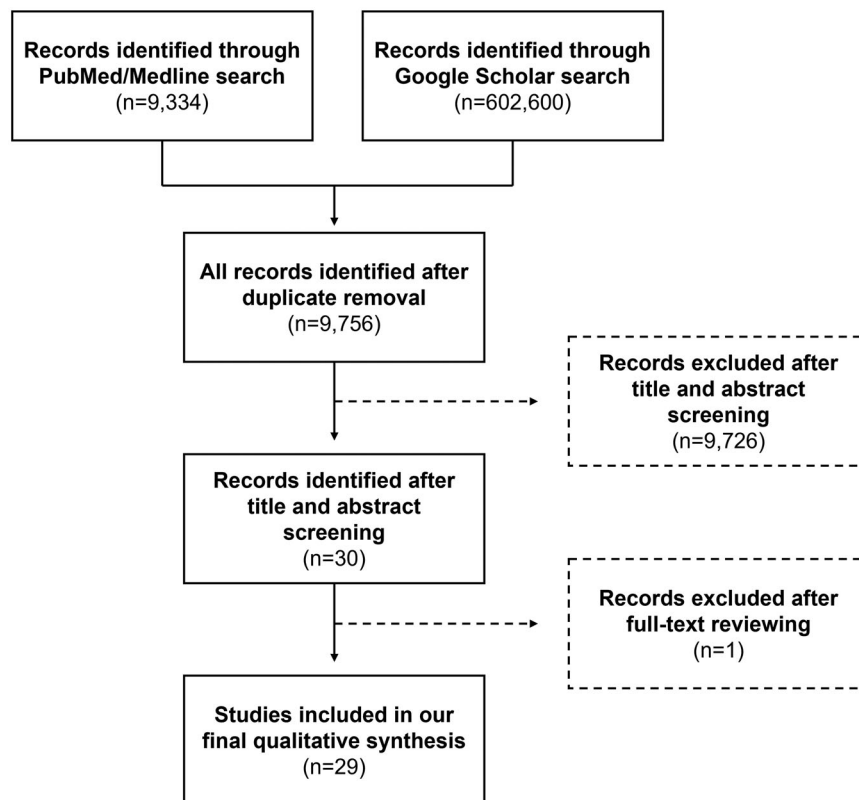 Records identified through
PubMed/Medline search
(n=9,334)
Records identified through
Google Scholar search
(n=602,600)
All records identified after
duplicate removal
(n=9,756)
Records excluded after
title and abstract
screening
(n=9,726)
Records identified after
title and abstract
screening
(n=30)
Records excluded after
full-text reviewing
(n=1)
Studies included in our
final qualitative synthesis
(n=29)